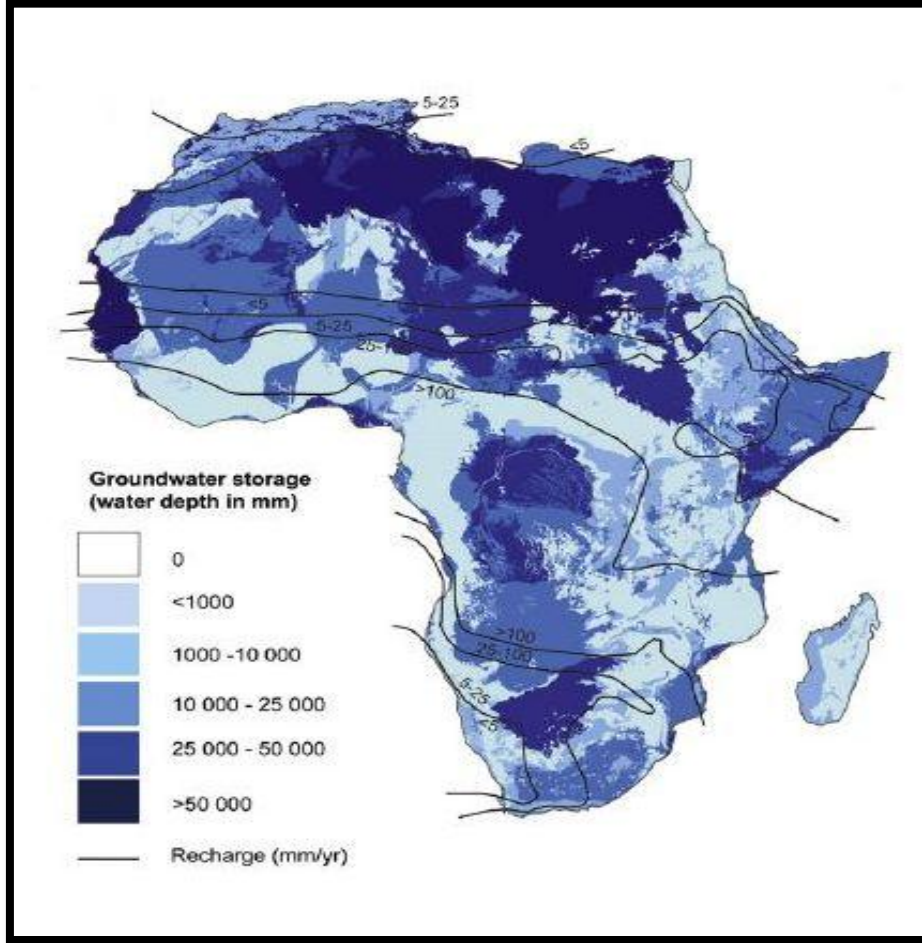 5-25
<5
<5
5-25
25-100
>100
>100
25-100
5-25
<5
Groundwater storage
(water depth in mm)
0
<1000
1000 -10 000
10 000 - 25 000
25 000 - 50 000
>50 000
Recharge (mm/yr)